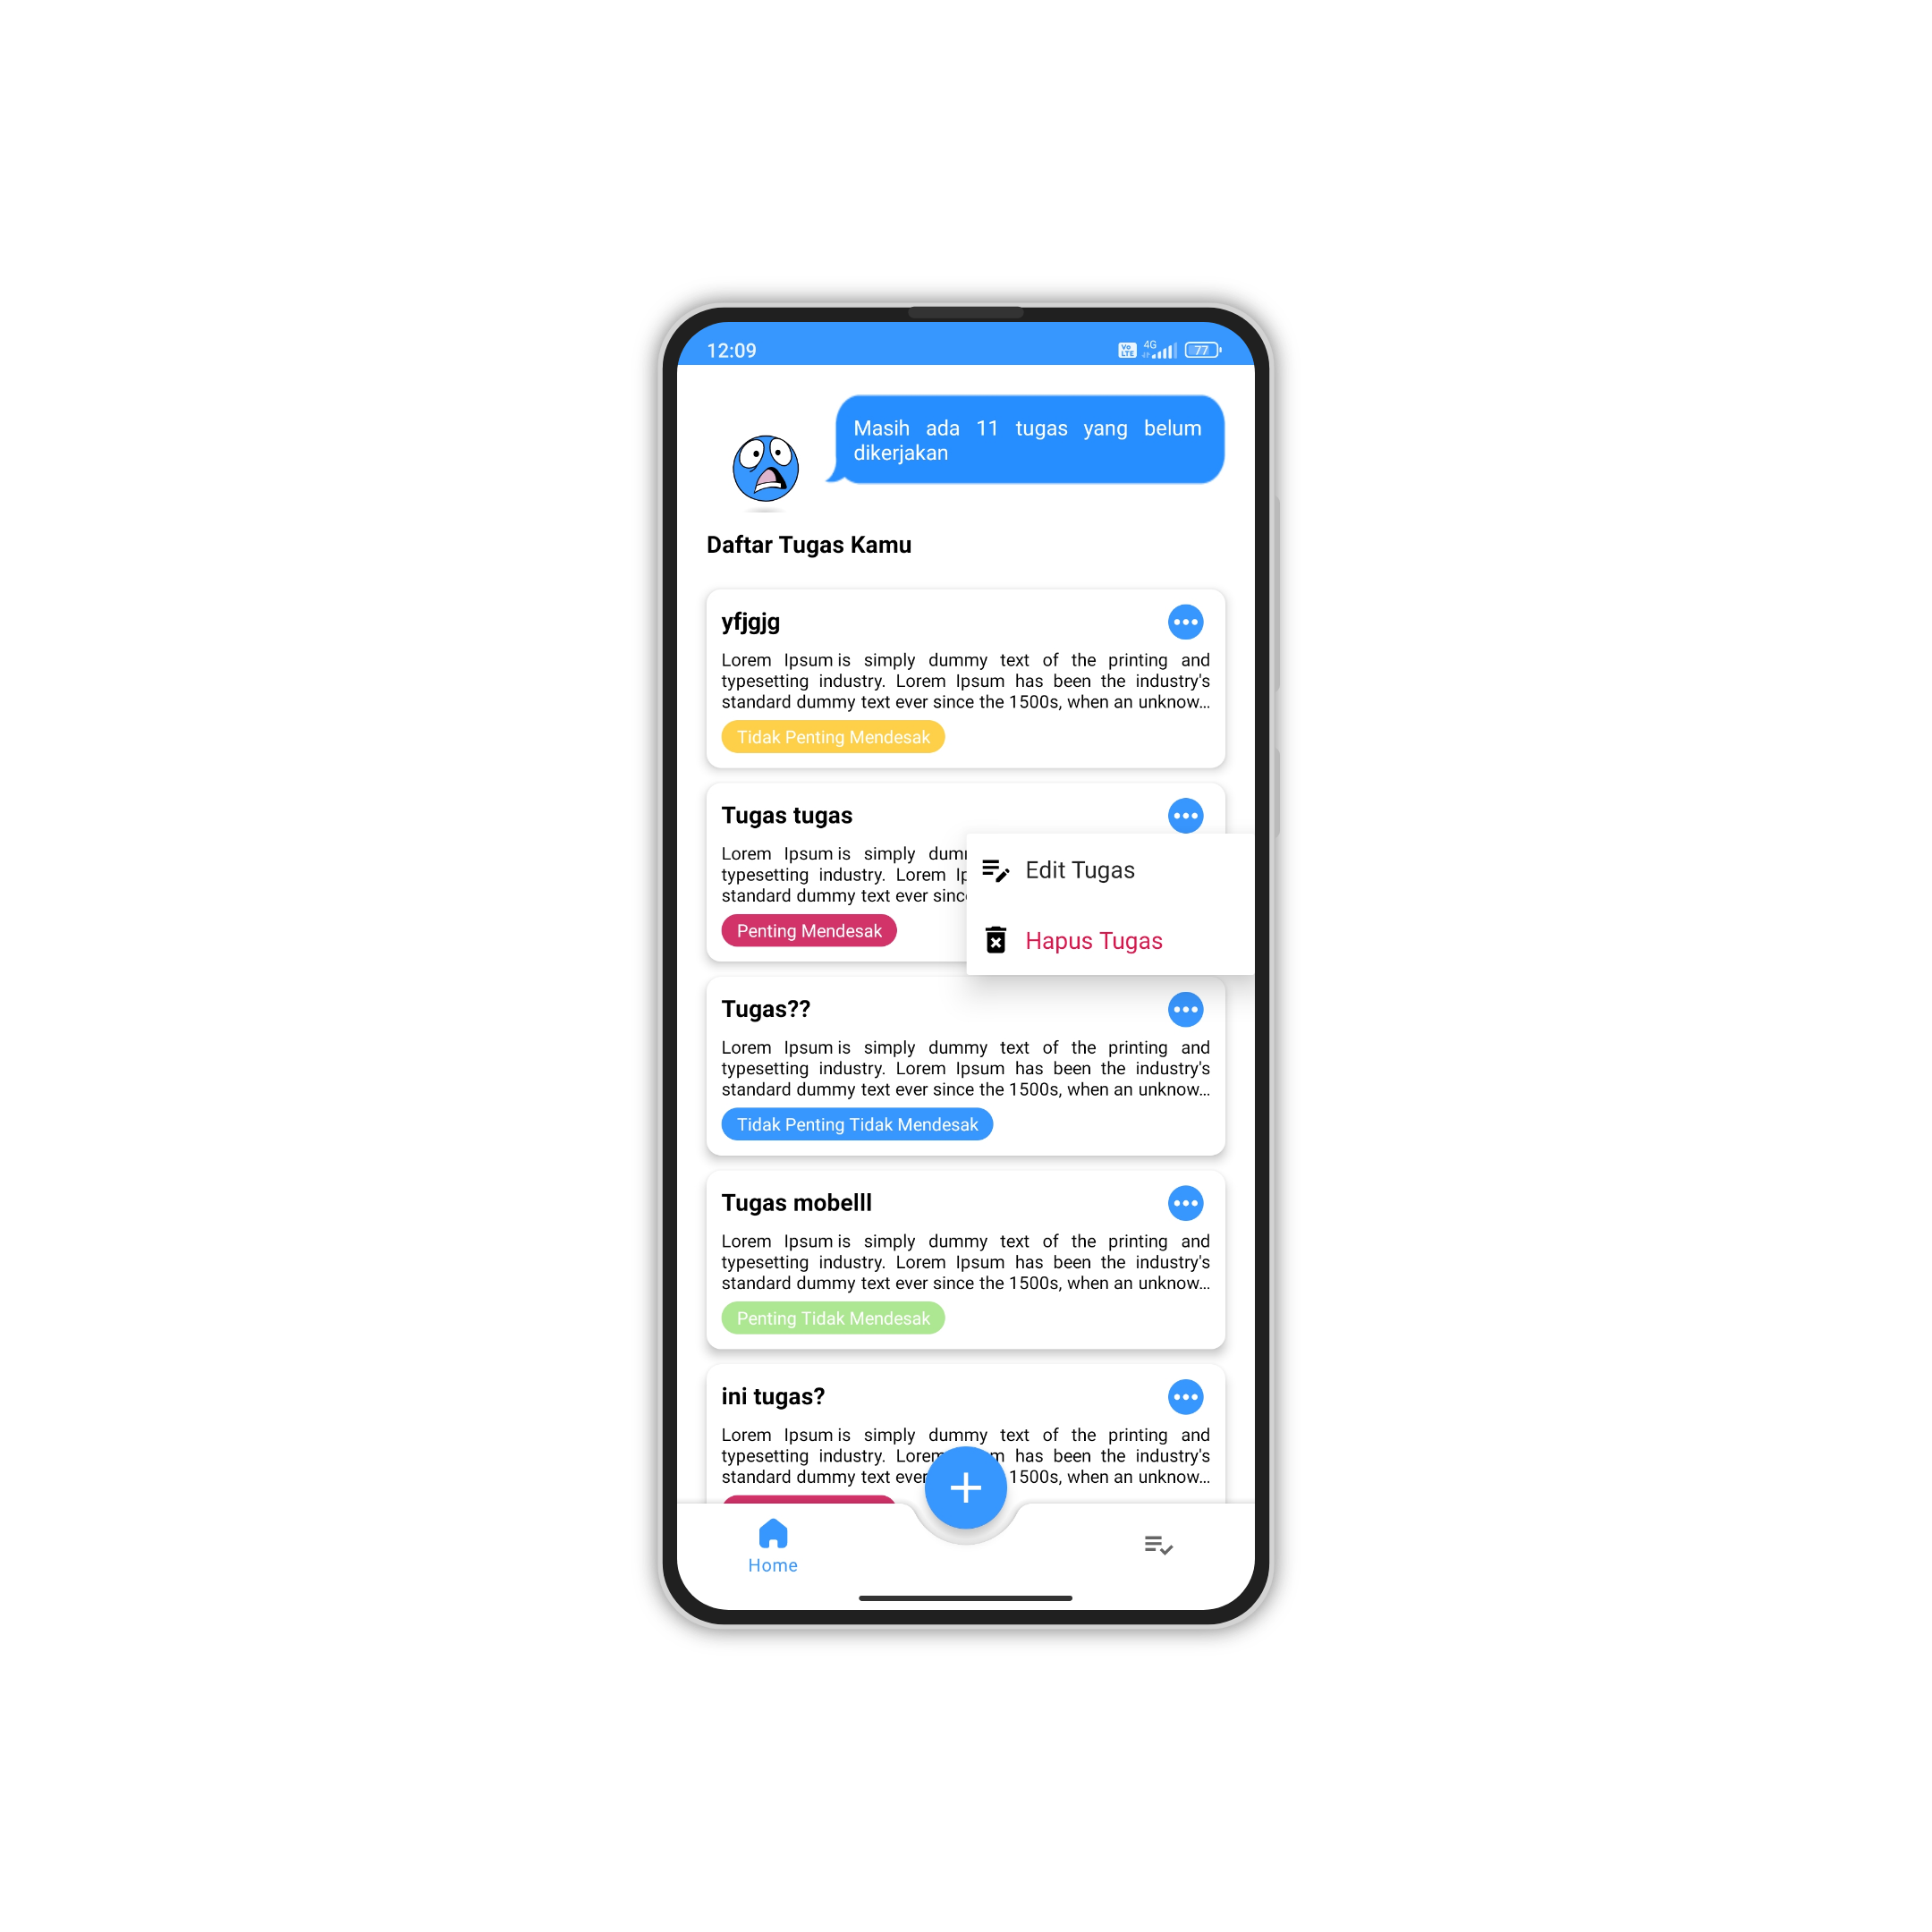 12:09
Vo LTE 4G 77
Masih ada 11 tugas yang belum
dikerjakan
Daftar Tugas Kamu
yfjgjg
Lorem Ipsum is simply dummy text of the printing and
typesetting industry. Lorem Ipsum has been the industry's
standard dummy text ever since the 1500s, when an unknow...
Tidak Penting Mendesak
Tugas tugas
Lorem Ipsum is simply
typesetting industry. Lorem
standard dummy text ever
Penting Mendesak
Edit Tugas
Hapus Tugas
Tugas??
Lorem Ipsum is simply dummy text of the printing and
typesetting industry. Lorem Ipsum has been the industry's
standard dummy text ever since the 1500s, when an unknow...
Tidak Penting Tidak Mendesak
Tugas mobelll
Lorem Ipsum is simply dummy text of the printing and
typesetting industry. Lorem Ipsum has been the industry's
standard dummy text ever since the 1500s, when an unknow...
Penting Tidak Mendesak
ini tugas?
Lorem Ipsum is simply dummy text of the printing and
typesetting industry. Lorem has been the industry's
standard dummy text ever 1500s, when an unknow...
Home